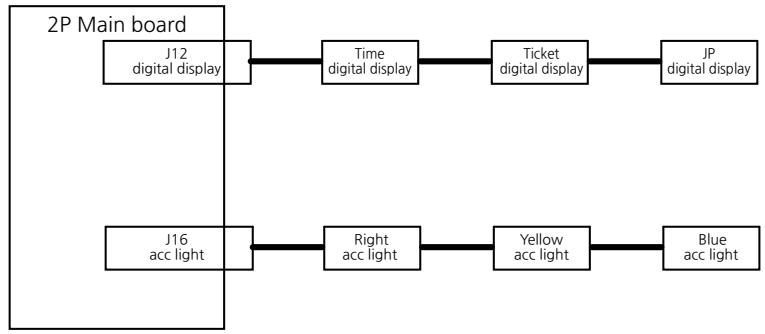 2P Main board
J12
digital display
Time
digital display
Ticket
digital display
JP
digital display
J16
acc light
Right
acc light
Yellow
acc light
Blue
acc light